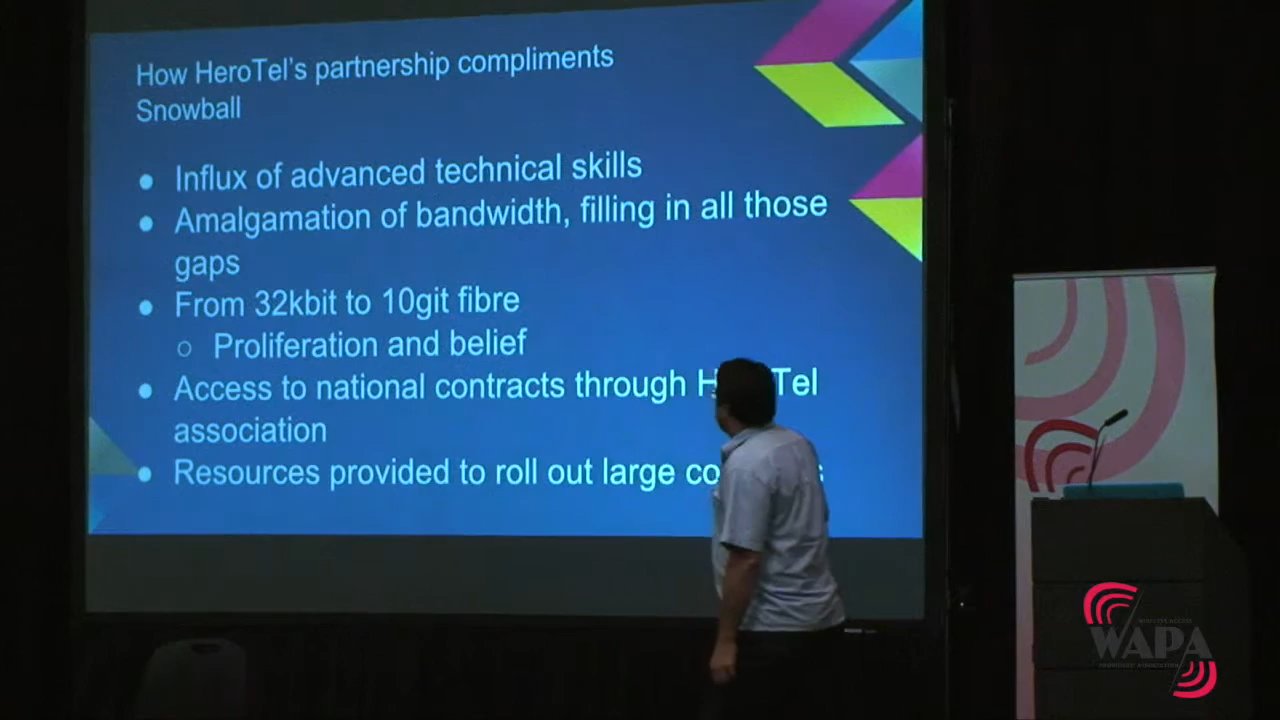 How HeroTel's partnership compliments
Snowball
● Influx of advanced technical skills
● Amalgamation of bandwidth, filling in all those
gaps
● From 32kbit to 10git fibre
○ Proliferation and belief
● Access to national contracts through HeroTel
association
● Resources provided to roll out large
WAPA